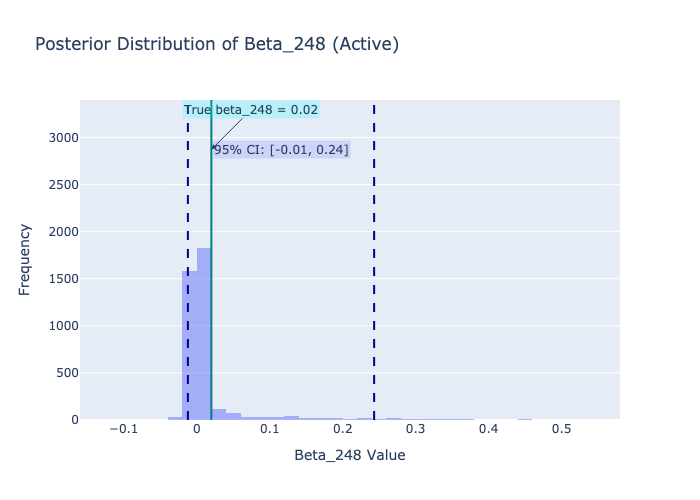 Posterior Distribution of Beta_248 (Active)
True beta_248 = 0.02
95% CI: [-0.01, 0.24]
3000
2500
2000
1500
1000
500
0
Frequency
−0.1 0 0.1 0.2 0.3 0.4 0.5
Beta_248 Value